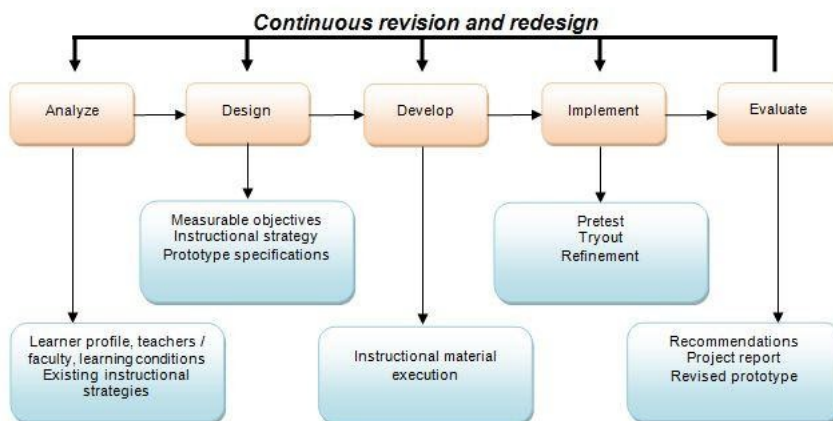 Continuous revision and redesign
Analyze
Design
Develop
Implement
Evaluate
Measurable objectives
Instructional strategy
Prototype specifications
Pretest
Tryout
Refinement
Learner profile, teachers /
faculty, learning conditions
Existing instructional
strategies
Instructional material
execution
Recommendations
Project report
Revised prototype